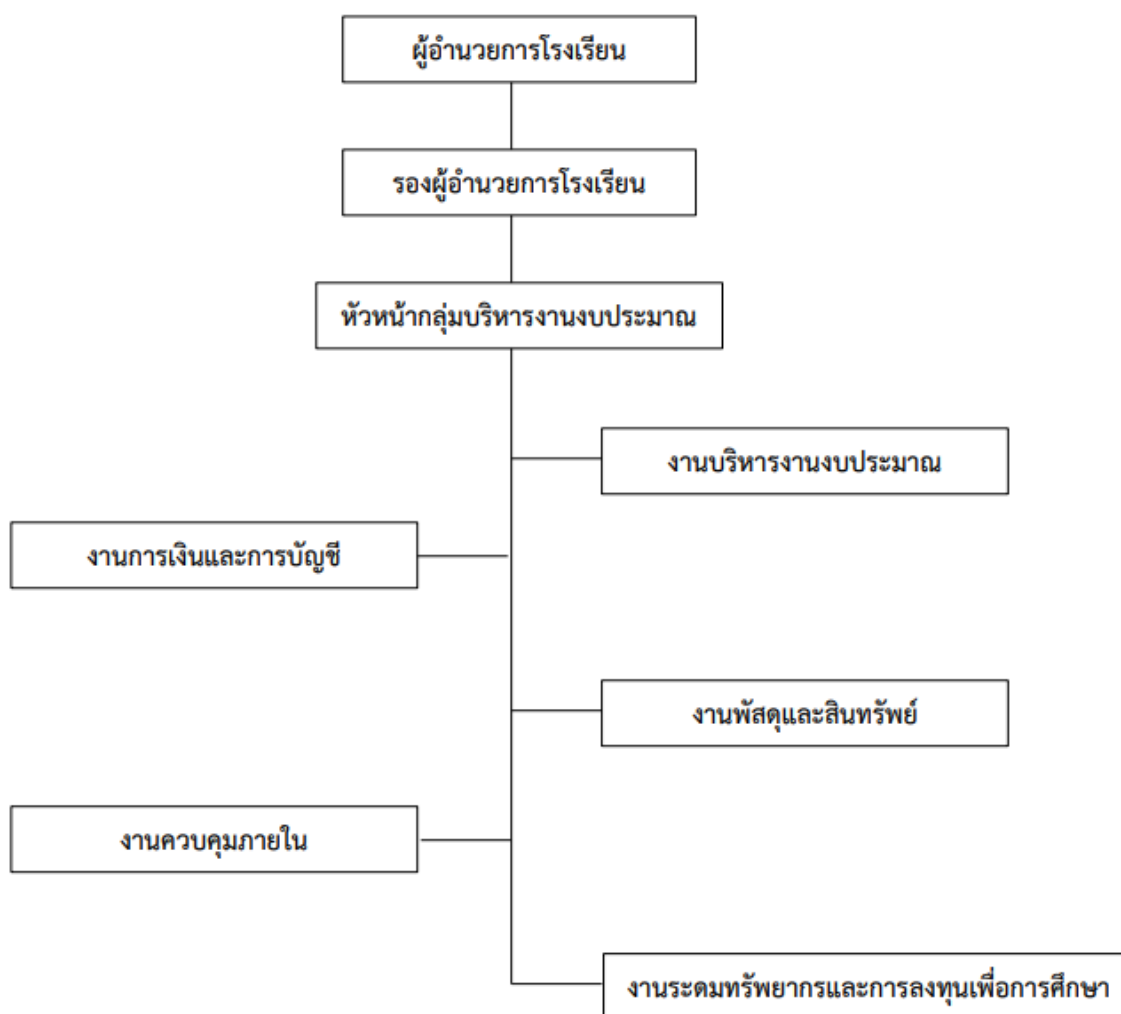 ผู้อำนวยการโรงเรียน
รองผู้อำนวยการโรงเรียน
หัวหน้ากลุ่มบริหารงานงบประมาณ
งานบริหารงานงบประมาณ
งานการเงินและการบัญชี
งานพัสดุและสินทรัพย์
งานควบคุมภายใน
งานระดมทรัพยากรและการลงทุนเพื่อการศึกษา